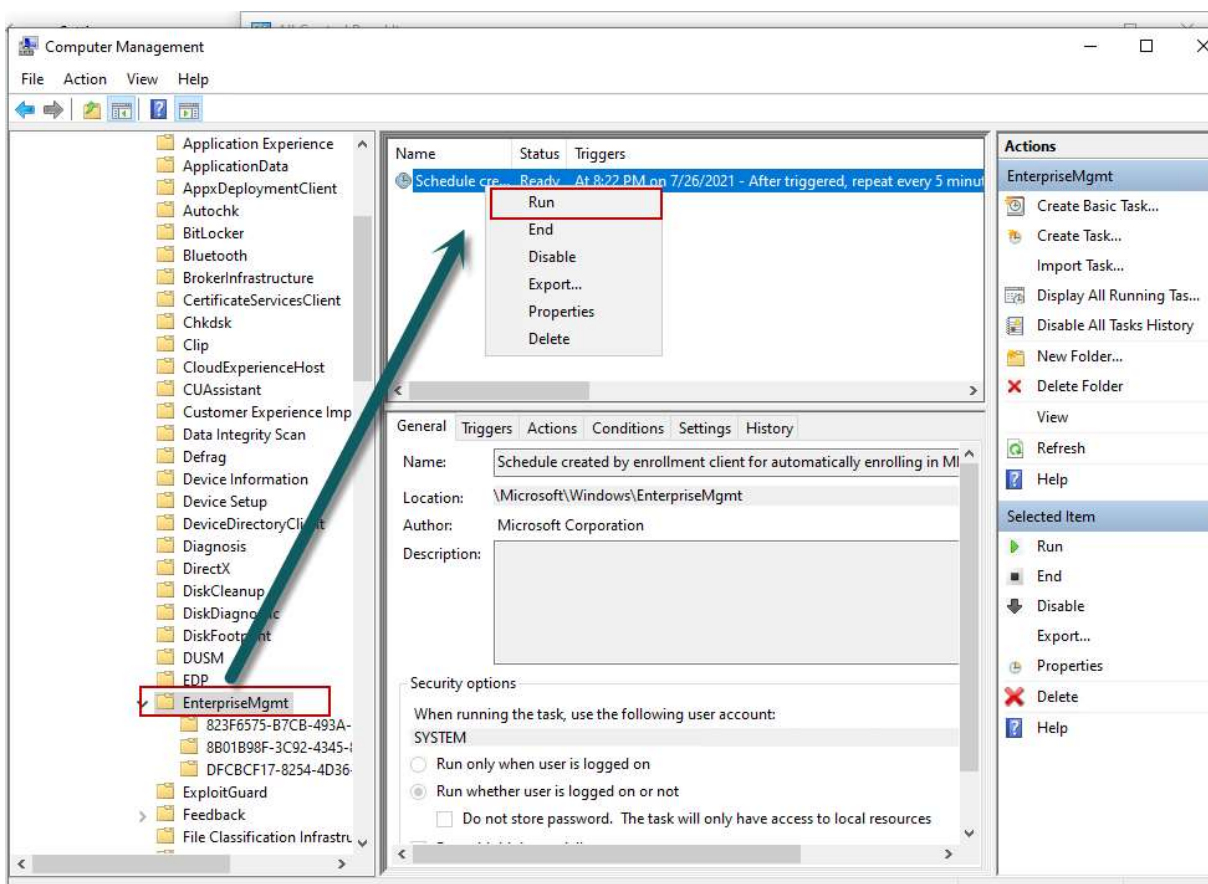 Computer Management
File Action View Help
Application Experience
ApplicationData
AppxDeploymentClient
Autochk
BitLocker
Bluetooth
BrokerInfrastructure
CertificateServicesClient
Chkdsk
Clip
CloudExperienceHost
CUAssistant
Customer Experience Imp
Data Integrity Scan
Defrag
Device Information
Device Setup
DeviceDirectoryClient
Diagnosis
DirectX
DiskCleanup
DiskDiagnostic
DiskFootprint
DUSM
EDP
EnterpriseMgmt
823F6575-B7CB-493A-
8B01B98F-3C92-4345-
DFCBCF17-8254-4D36-
ExploitGuard
Feedback
File Classification Infrastru
Name Status Triggers
Schedule cre... Ready At 8:22 PM on 7/26/2021 - After triggered, repeat every 5 minut
Run
End
Disable
Export...
Properties
Delete
General Triggers Actions Conditions Settings History
Name: Schedule created by enrollment client for automatically enrolling in M
Location: \Microsoft\Windows\EnterpriseMgmt
Author: Microsoft Corporation
Description:
Security options
When running the task, use the following user account:
SYSTEM
Run only when user is logged on
Run whether user is logged on or not
Do not store password. The task will only have access to local resources
Actions
EnterpriseMgmt
Create Basic Task...
Create Task...
Import Task...
Display All Running Tas...
Disable All Tasks History
New Folder...
Delete Folder
View
Refresh
Help
Selected Item
Run
End
Disable
Export...
Properties
Delete
Help